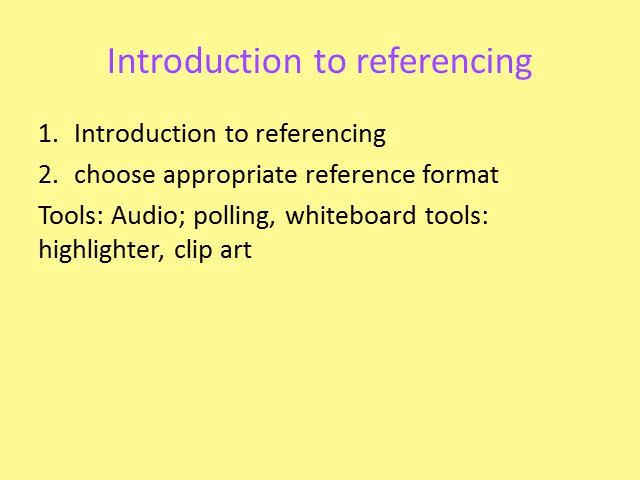 Introduction to referencing
1. Introduction to referencing
2. choose appropriate reference format
Tools: Audio; polling, whiteboard tools:
highlighter, clip art